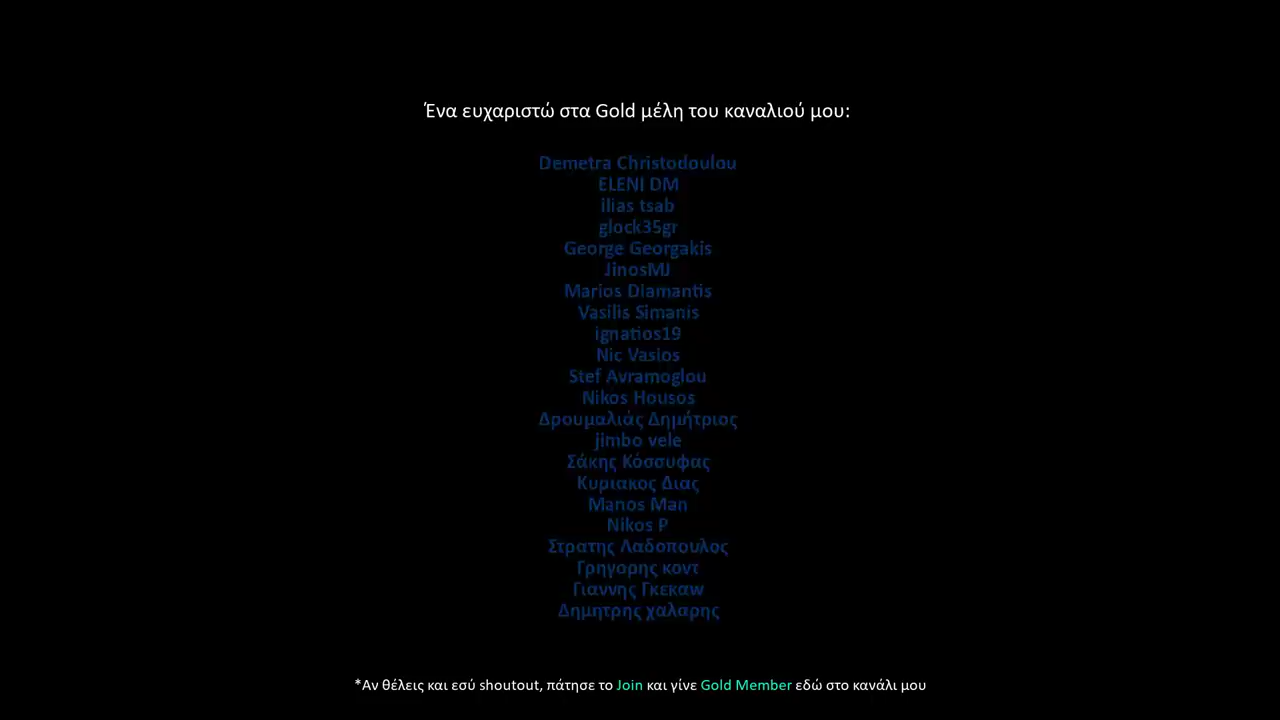 Ένα ευχαριστώ στα Gold μέλη του καναλιού μου:
Demetra Christodoulou
ELENI DM
ilias tsab
glock35gr
George Georgakis
JinosMJ
Marios Diamantis
Vasilis Simanis
ignatios19
Nic Vasios
Stef Avramoglou
Nikos Housos
Δρουμαλιάς Δημήτριος
jimbo vele
Σάκης Κόσσυφας
Κυριακος Διας
Manos Man
Nikos P
Στρατης Λαδοπουλος
Γρηγορης κοντ
Γιαννης Γκεκαw
Δημητρης χαλαρης
*Αν θέλεις και εσύ shoutout, πάτησε το Join και γίνε Gold Member εδώ στο κανάλι μου